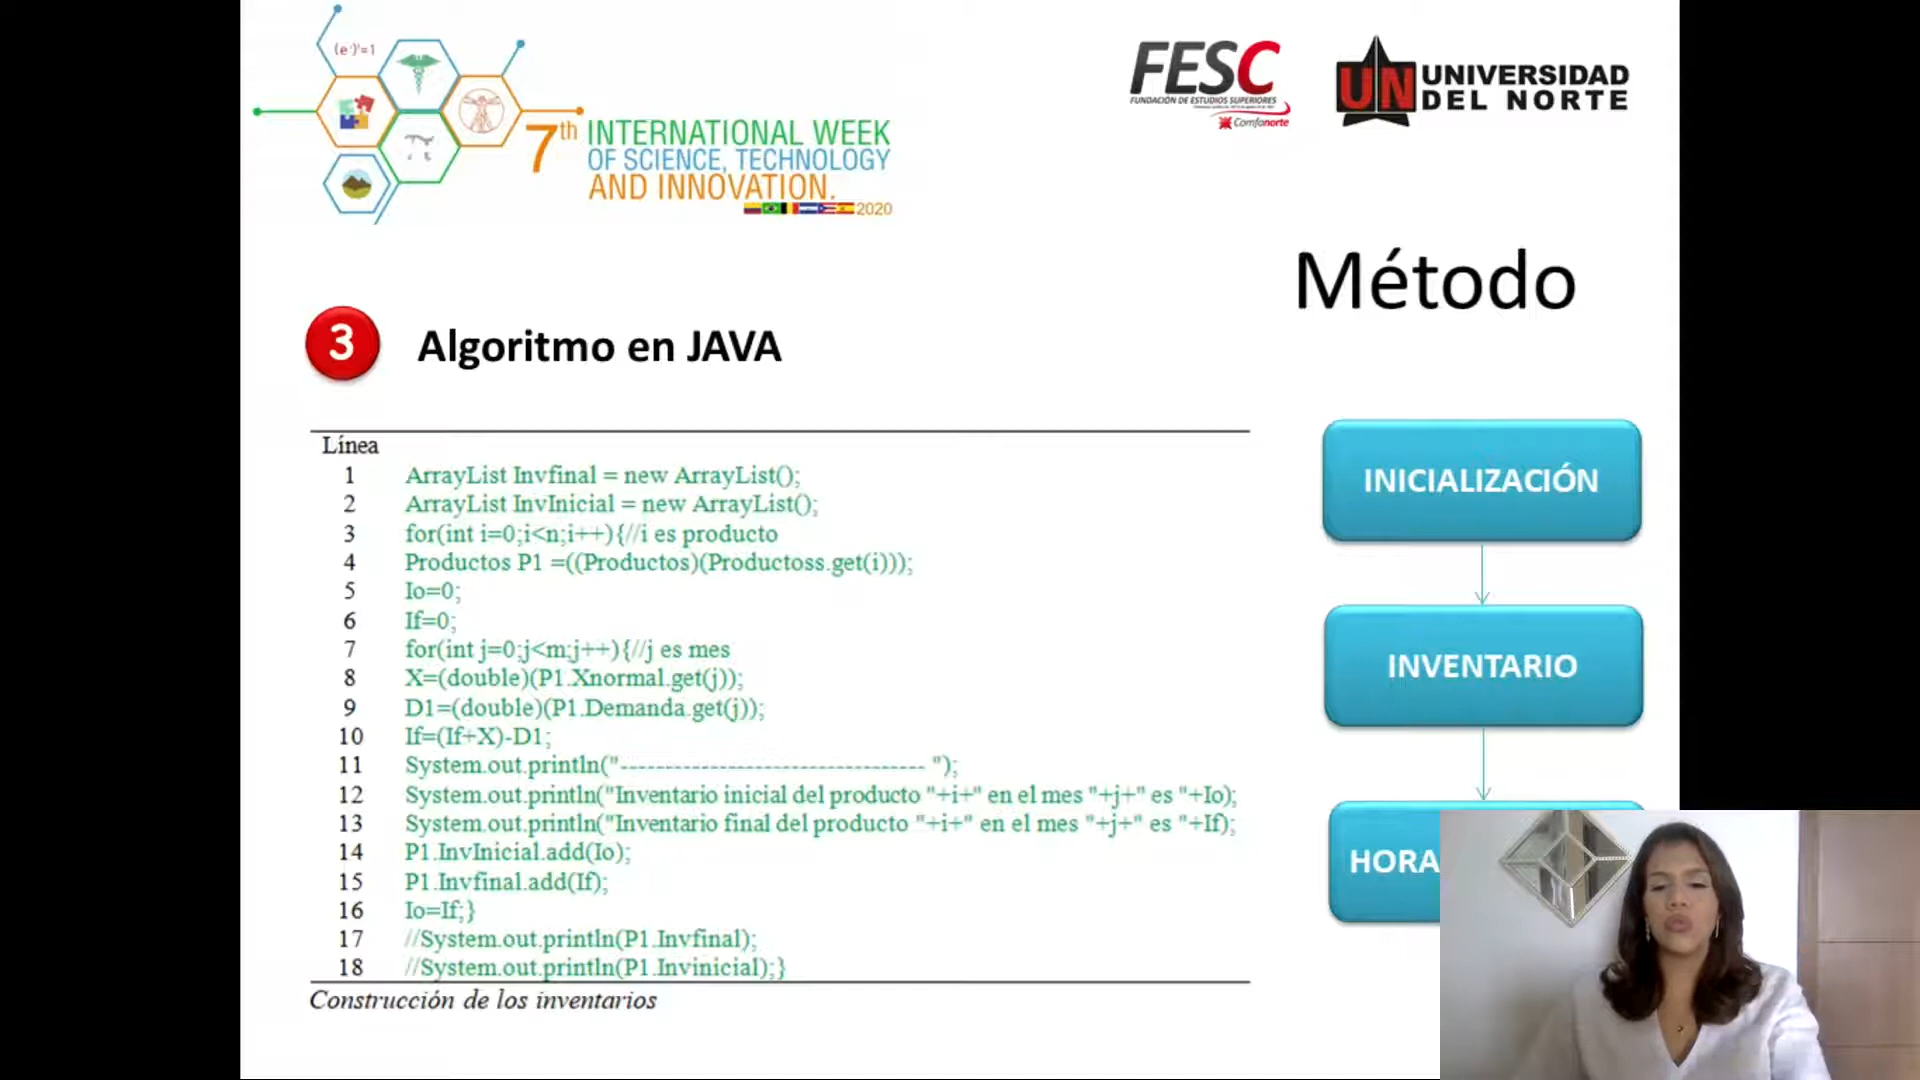 (e )=1
7th INTERNATIONAL WEEK
OF SCIENCE, TECHNOLOGY
AND INNOVATION.
2020
FESC
FUNDACIÓN DE ESTUDIOS SUPERIORES
Comfanorte
UN UNIVERSIDAD
DEL NORTE
Método
3 Algoritmo en JAVA
Línea
1 ArrayList Invfinal = new ArrayList();
2 ArrayList InvInicial = new ArrayList();
3 for(int i=0;i<n;i++){//i es producto
4 Productos P1 =((Productos)(Productoss.get(i)));
5 Io=0;
6 If=0;
7 for(int j=0;j<m;j++){//j es mes
8 X=(double)(P1.Xnormal.get(j));
9 D1=(double)(P1.Demanda.get(j));
10 If=(If+X)-D1;
11 System.out.println("---------------------------------- ");
12 System.out.println("Inventario inicial del producto "+i+" en el mes "+j+" es "+Io);
13 System.out.println("Inventario final del producto "+i+" en el mes "+j+" es "+If);
14 P1.InvInicial.add(Io);
15 P1.Invfinal.add(If);
16 Io=If;}
17 //System.out.println(P1.Invfinal);
18 //System.out.println(P1.Invinicial);}
Construcción de los inventarios
INICIALIZACIÓN
INVENTARIO
HORA